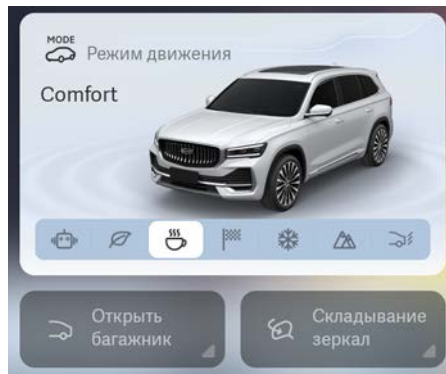 MODE
Режим движения
Comfort
Открыть
багажник
Складывание
зеркал